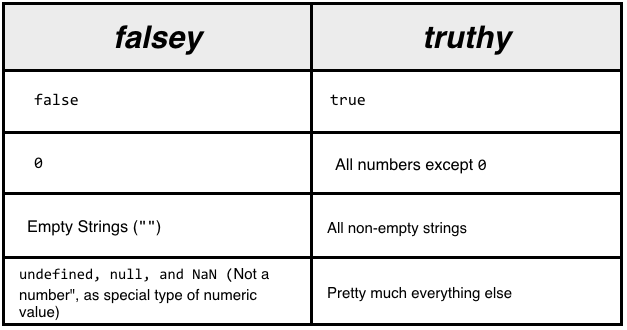 falsey
truthy
false
true
0
All numbers except 0
Empty Strings ("")
All non-empty strings
undefined, null, and NaN (Not a
number", as special type of numeric
value)
Pretty much everything else